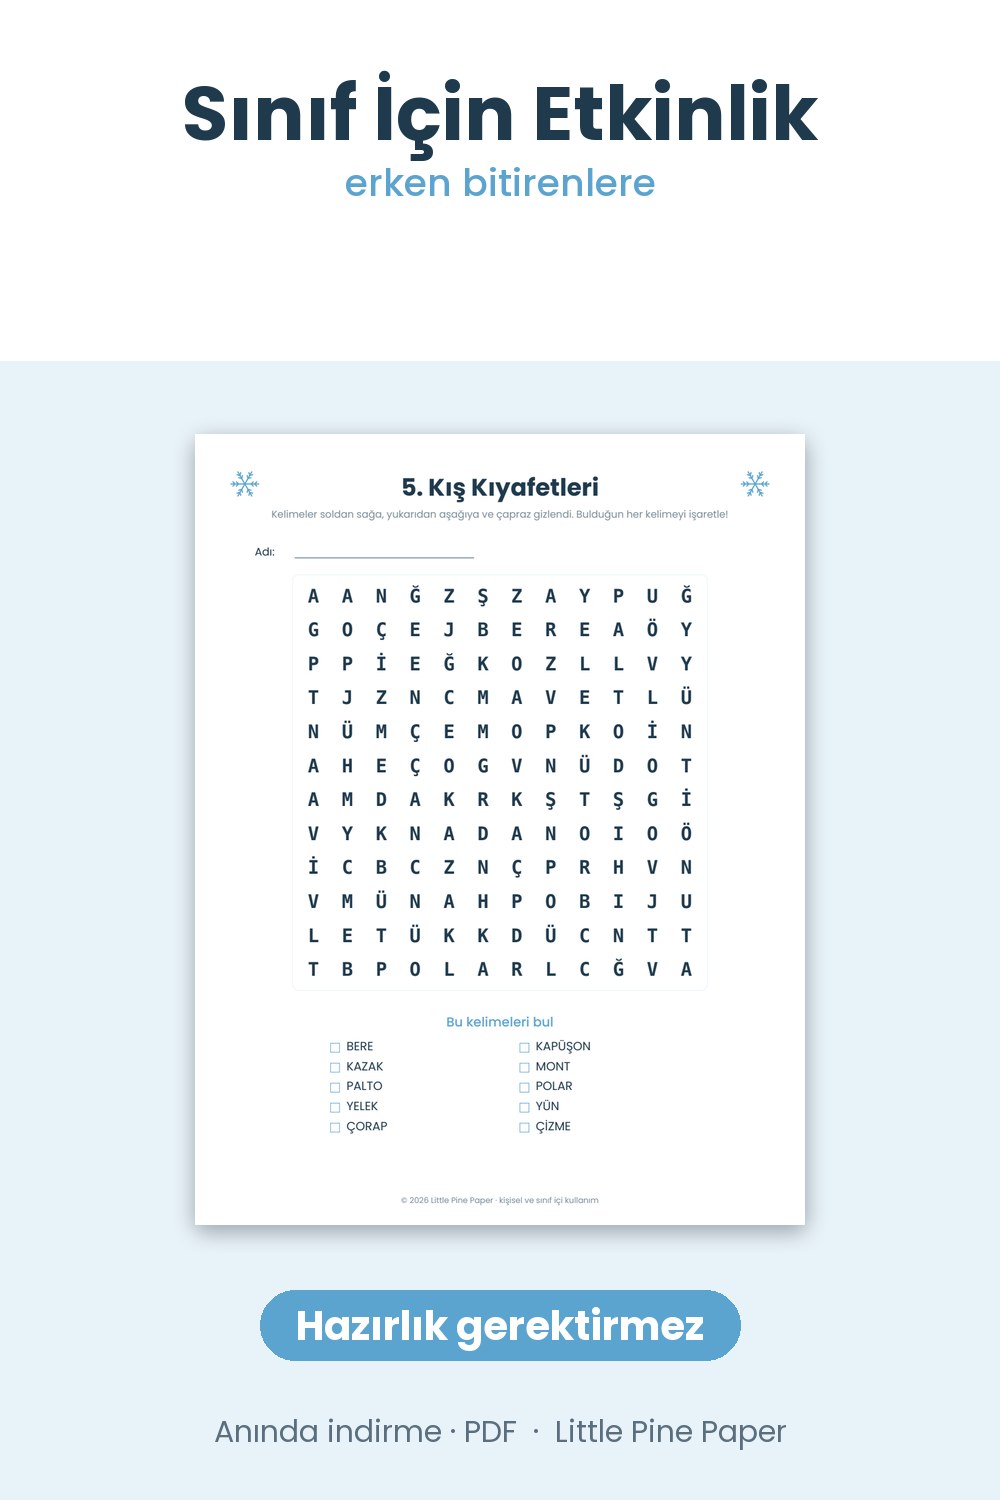 Sınıf İçin Etkinlik
erken bitirenlere
5. Kış Kıyafetleri
Kelimeler soldan sağa, yukarıdan aşağıya ve çapraz gizlendi. Bulduğun her kelimeyi işaretle!
Adı:
A A N Ğ Z Ş Z A Y P U Ğ
G O Ç E J B E R E A Ö Y
P P İ E Ğ K O Z L L V Y
T J Z N C M A V E T L Ü
N Ü M Ç E M O P K O İ N
A H E Ç O G V N Ü D O T
A M D A K R K Ş T Ş G İ
V Y K N A D A N O I O Ö
İ C B C Z N Ç P R H V N
V M Ü N A H P O B I J U
L E T Ü K K D Ü C N T T
T B P O L A R L C Ğ V A
Bu kelimeleri bul
BERE KAPÜŞON
KAZAK MONT
PALTO POLAR
YELEK YÜN
ÇORAP ÇİZME
© 2026 Little Pine Paper · kişisel ve sınıf içi kullanım
Hazırlık gerektirmez
Anında indirme · PDF · Little Pine Paper